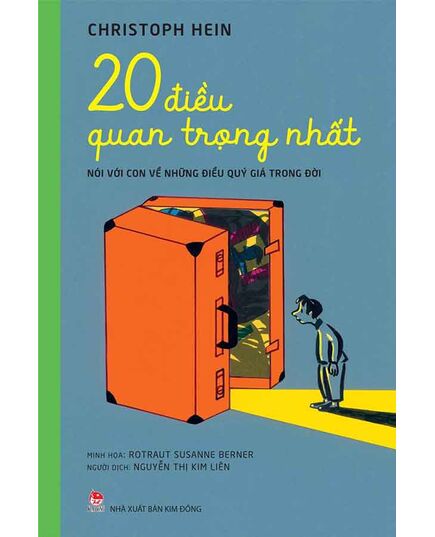 CHRISTOPH HEIN
20 điều
quan trọng nhất
NÓI VỚI CON VỀ NHỮNG ĐIỀU QUÝ GIÁ TRONG ĐỜI
MINH HỌA: ROTRAUT SUSANNE BERNER
NGƯỜI DỊCH: NGUYỄN THỊ KIM LIÊN
NHÀ XUẤT BẢN KIM ĐỒNG